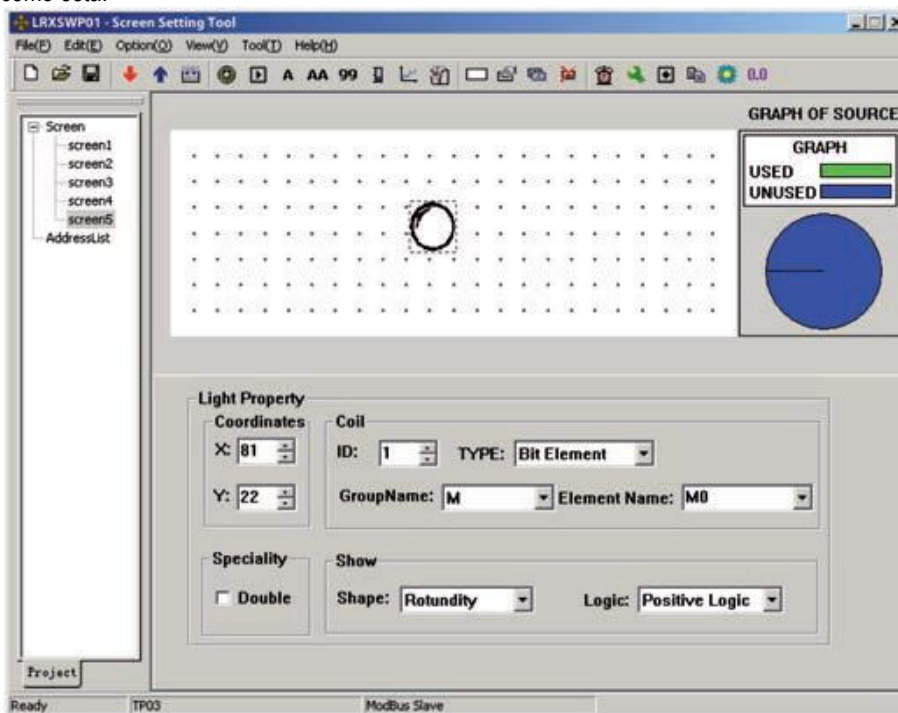 como esta:
LRXSWP01 - Screen Setting Tool
File(F) Edit(E) Option(O) View(V) Tool(T) Help(H)
A AA 99 0.0
Screen
screen1
screen2
screen3
screen4
screen5
AddressList
Project
GRAPH OF SOURCE
GRAPH
USED
UNUSED
Light Property
Coordinates
X: 81
Y: 22
Coil
ID: 1 TYPE: Bit Element
GroupName: M Element Name: M0
Speciality
Double
Show
Shape: Rotundity Logic: Positive Logic
Ready TP03 ModBus Slave